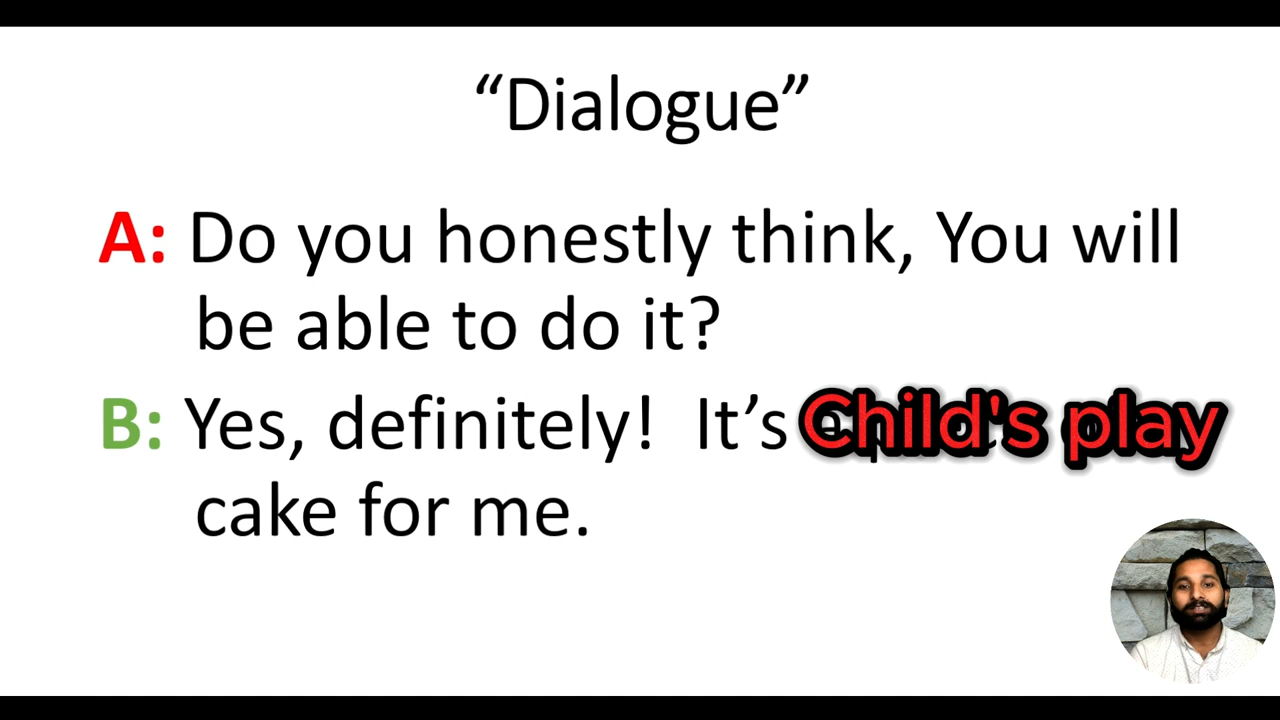 “Dialogue”
A: Do you honestly think, You will
be able to do it?
B: Yes, definitely! It’s Child's play
cake for me.